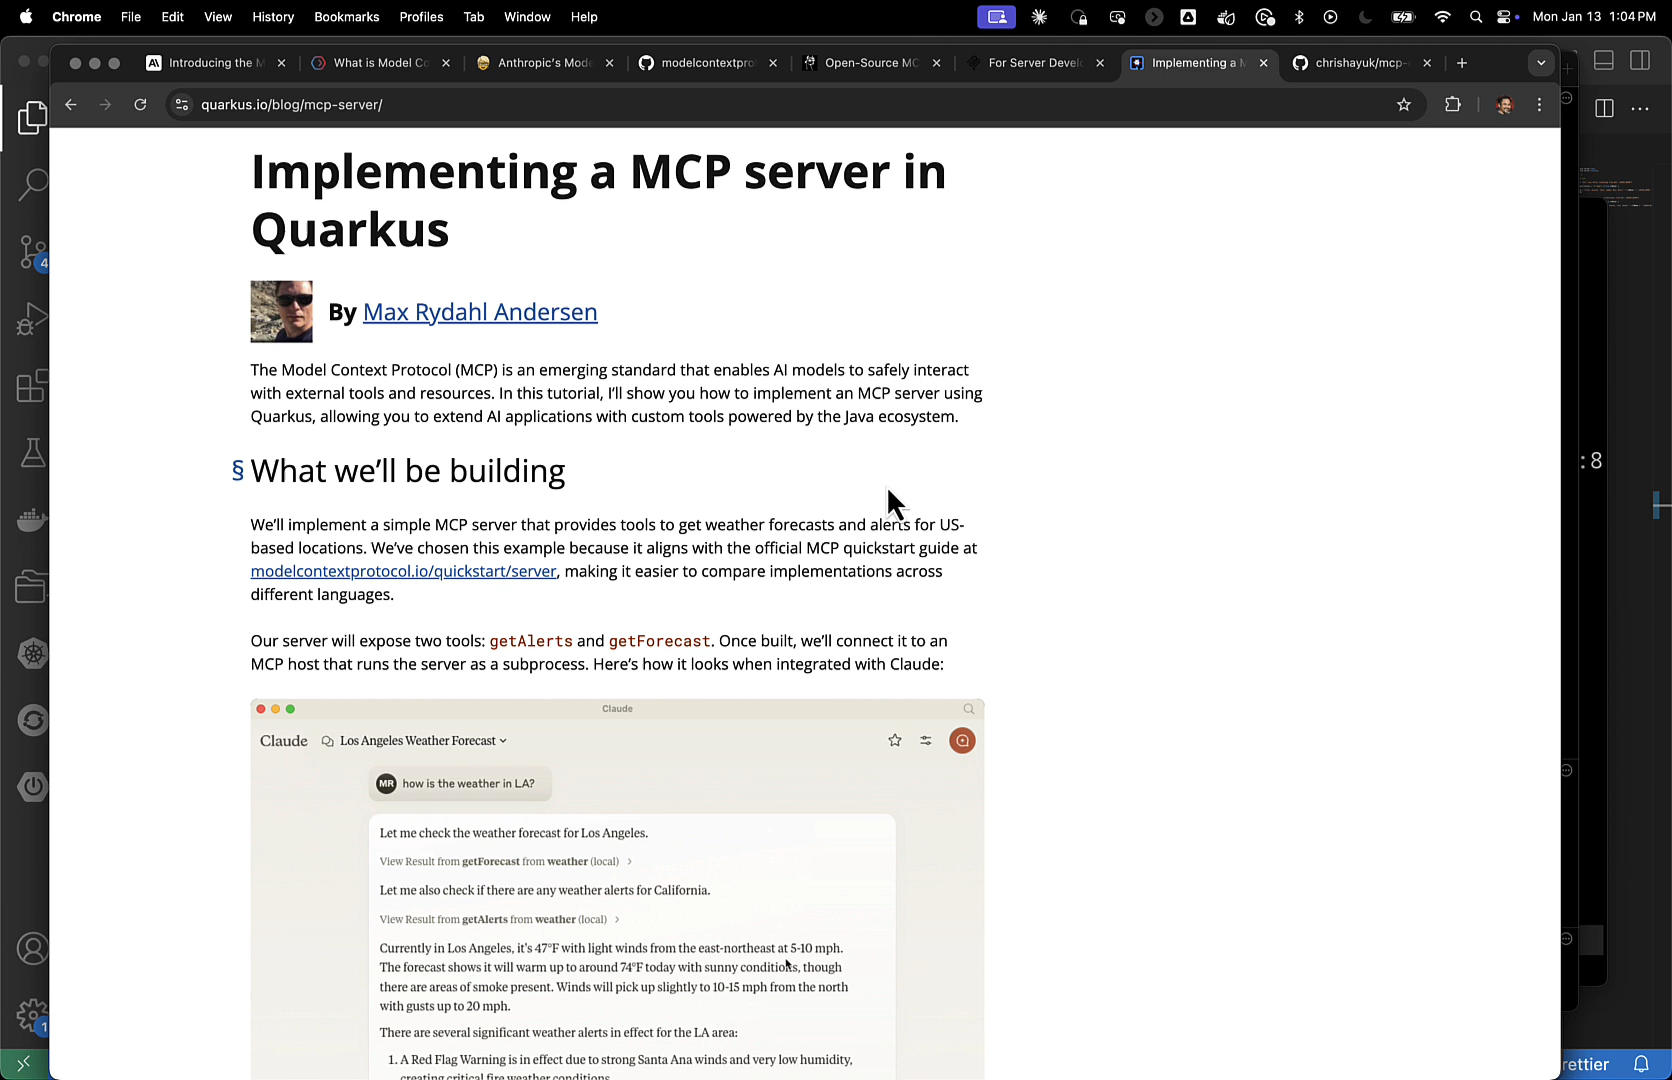 Chrome File Edit View History Bookmarks Profiles Tab Window Help Mon Jan 13 1:04 PM
Introducing the M What is Model Co Anthropic's Mode modelcontextpro Open-Source MC For Server Devel Implementing a M chrishayuk/mcp-
quarkus.io/blog/mcp-server/
Implementing a MCP server in
Quarkus
By Max Rydahl Andersen
The Model Context Protocol (MCP) is an emerging standard that enables AI models to safely interact
with external tools and resources. In this tutorial, I'll show you how to implement an MCP server using
Quarkus, allowing you to extend AI applications with custom tools powered by the Java ecosystem.
§ What we'll be building
We'll implement a simple MCP server that provides tools to get weather forecasts and alerts for US-
based locations. We've chosen this example because it aligns with the official MCP quickstart guide at
modelcontextprotocol.io/quickstart/server, making it easier to compare implementations across
different languages.
Our server will expose two tools: getAlerts and getForecast. Once built, we'll connect it to an
MCP host that runs the server as a subprocess. Here's how it looks when integrated with Claude:
Claude
Claude Los Angeles Weather Forecast
MR how is the weather in LA?
Let me check the weather forecast for Los Angeles.
View Result from getForecast from weather (local)
Let me also check if there are any weather alerts for California.
View Result from getAlerts from weather (local)
Currently in Los Angeles, it's 47°F with light winds from the east-northeast at 5-10 mph.
The forecast shows it will warm up to around 74°F today with sunny conditions, though
there are areas of smoke present. Winds will pick up slightly to 10-15 mph from the north
with gusts up to 20 mph.
There are several significant weather alerts in effect for the LA area:
1. A Red Flag Warning is in effect due to strong Santa Ana winds and very low humidity,
creating critical fire weather conditions
4
1
:8
rettier